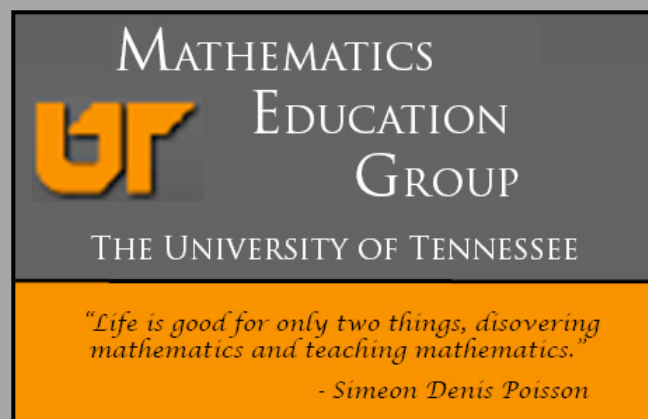 MATHEMATICS
EDUCATION
GROUP
UT
THE UNIVERSITY OF TENNESSEE
“Life is good for only two things, disovering
mathematics and teaching mathematics.”
- Simeon Denis Poisson